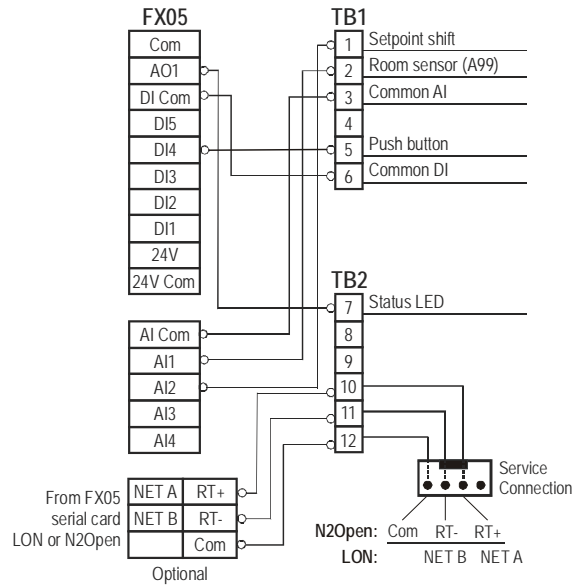 FX05
Com
AO1
DI Com
DI5
DI4
DI3
DI2
DI1
24V
24V Com
AI Com
AI1
AI2
AI3
AI4
From FX05
serial card
LON or N2Open
NET A RT+
NET B RT-
Com
Optional
TB1
1 Setpoint shift
2 Room sensor (A99)
3 Common AI
4
5 Push button
6 Common DI
TB2
7 Status LED
8
9
10
11
12
Service
Connection
N2Open: Com RT- RT+
LON: NET B NET A